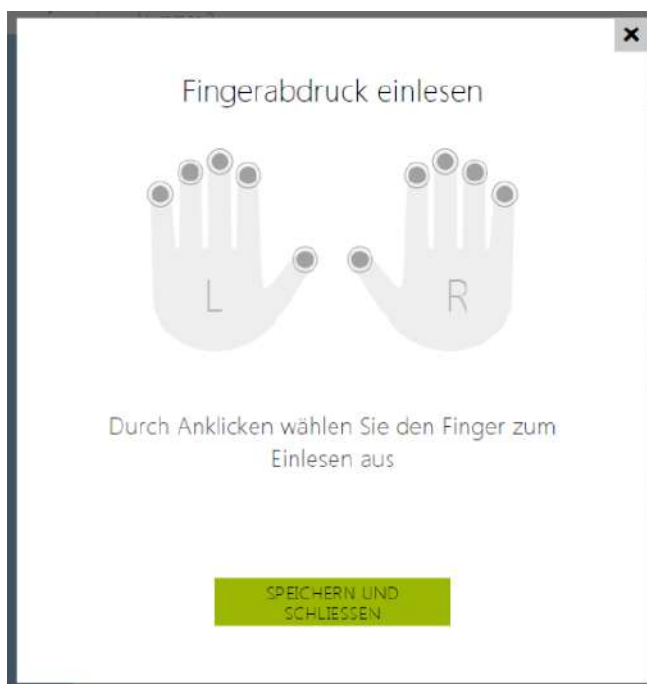 Fingerabdruck einlesen
L
R
Durch Anklicken wählen Sie den Finger zum
Einlesen aus
SPEICHERN UND
SCHLIESSEN